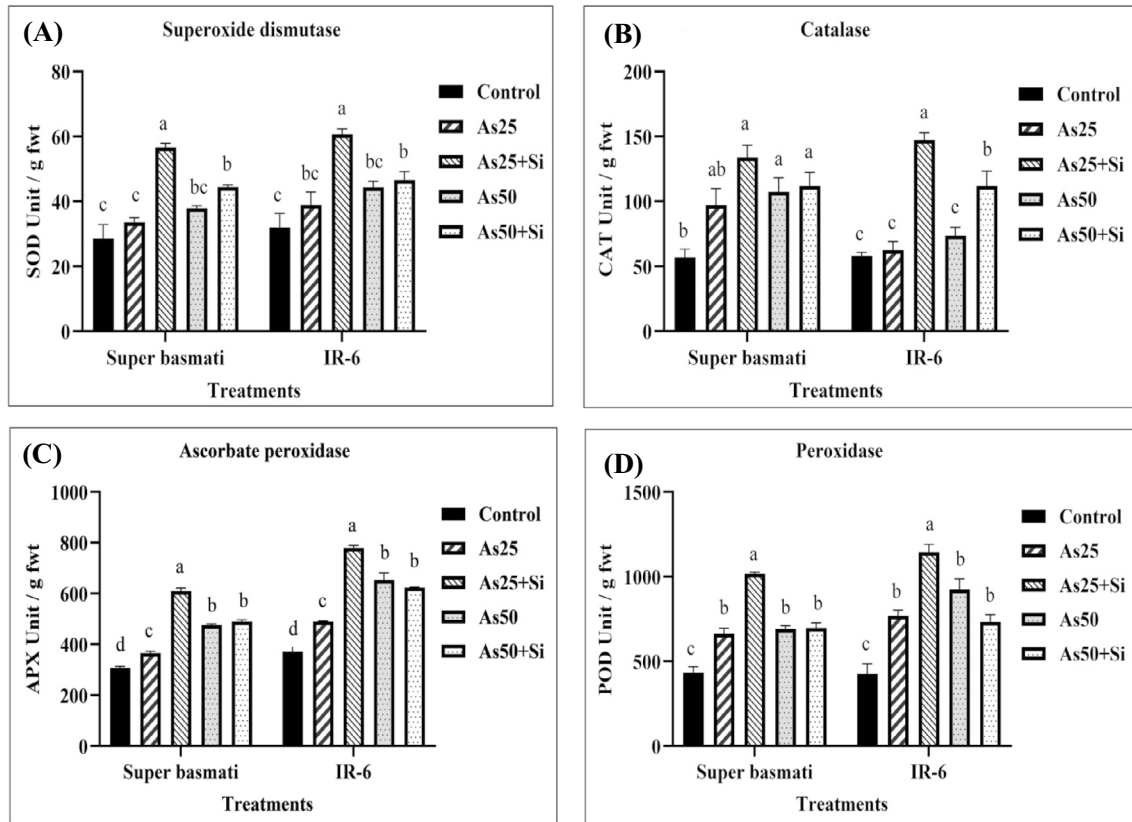 (A)
Superoxide dismutase
SOD Unit / g fwt
80
60
40
20
0
c
c
a
bc
b
c
bc
a
bc
b
Super basmati
IR-6
Treatments
Control
As25
As25+Si
As50
As50+Si
(B)
Catalase
CAT Unit / g fwt
200
150
100
50
0
b
ab
a
a
a
c
c
a
c
b
Super basmati
IR-6
Treatments
Control
As25
As25+Si
As50
As50+Si
(C)
Ascorbate peroxidase
APX Unit / g fwt
1000
800
600
400
200
0
d
c
a
b
b
d
c
a
b
b
Super basmati
IR-6
Treatments
Control
As25
As25+Si
As50
As50+Si
(D)
Peroxidase
POD Unit / g fwt
1500
1000
500
0
c
b
a
b
b
c
b
a
b
b
Super basmati
IR-6
Treatments
Control
As25
As25+Si
As50
As50+Si